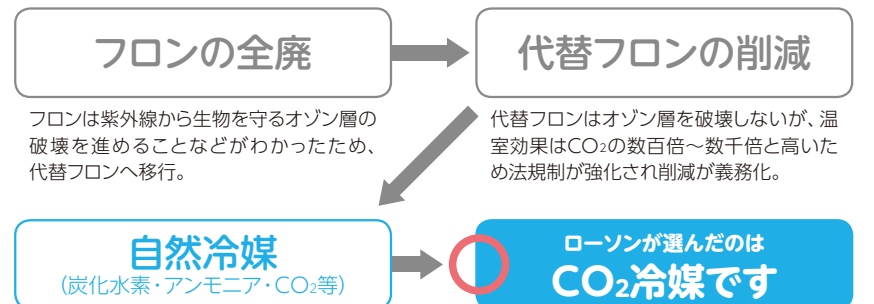 フロンの全廃
代替フロンの削減
フロンは紫外線から生物を守るオゾン層の
破壊を進めることなどがわかったため、
代替フロンへ移行。
代替フロンはオゾン層を破壊しないが、温
室効果はCO₂の数百倍～数千倍と高いた
め法規制が強化され削減が義務化。
自然冷媒
（炭化水素・アンモニア・CO₂等）
ローソンが選んだのは
CO₂冷媒です